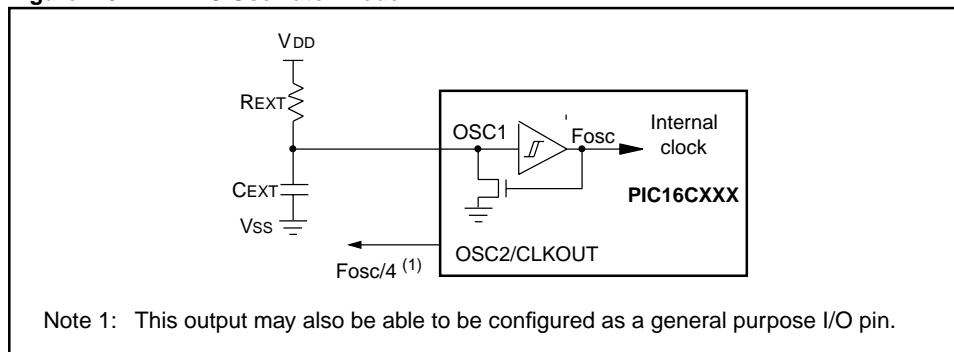 VDD
REXT
OSC1
Fosc
Internal
clock
CEXT
PIC16CXXX
VSS
OSC2/CLKOUT
Fosc/4 (1)
Note 1: This output may also be able to be configured as a general purpose I/O pin.